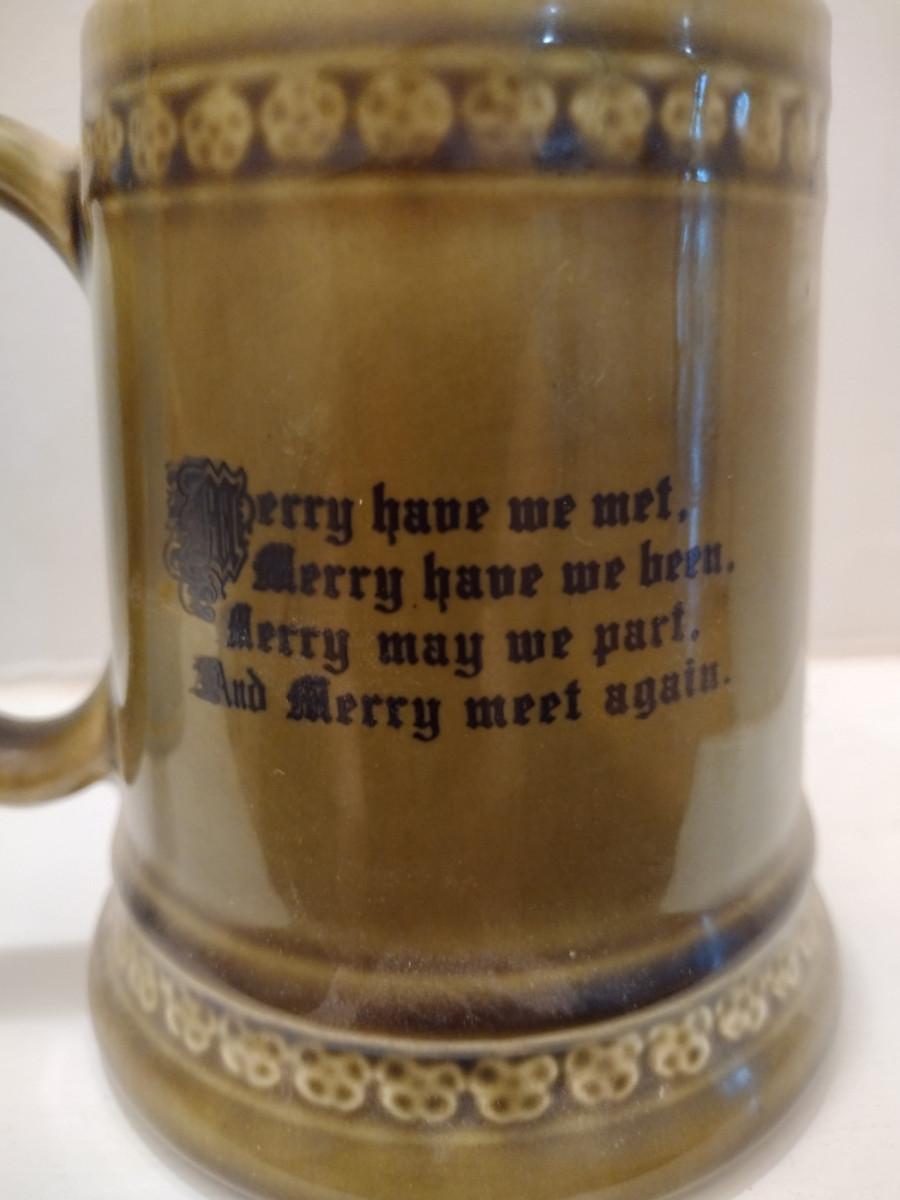 Merry have we met,
Merry have we been.
Merry may we part,
And Merry meet again.